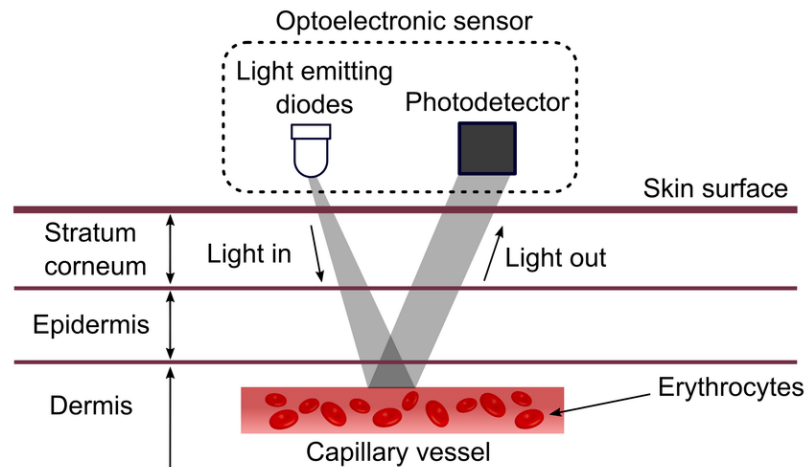 Optoelectronic sensor
Light emitting
diodes
Photodetector
Skin surface
Stratum
corneum
Light in
Light out
Epidermis
Dermis
Erythrocytes
Capillary vessel